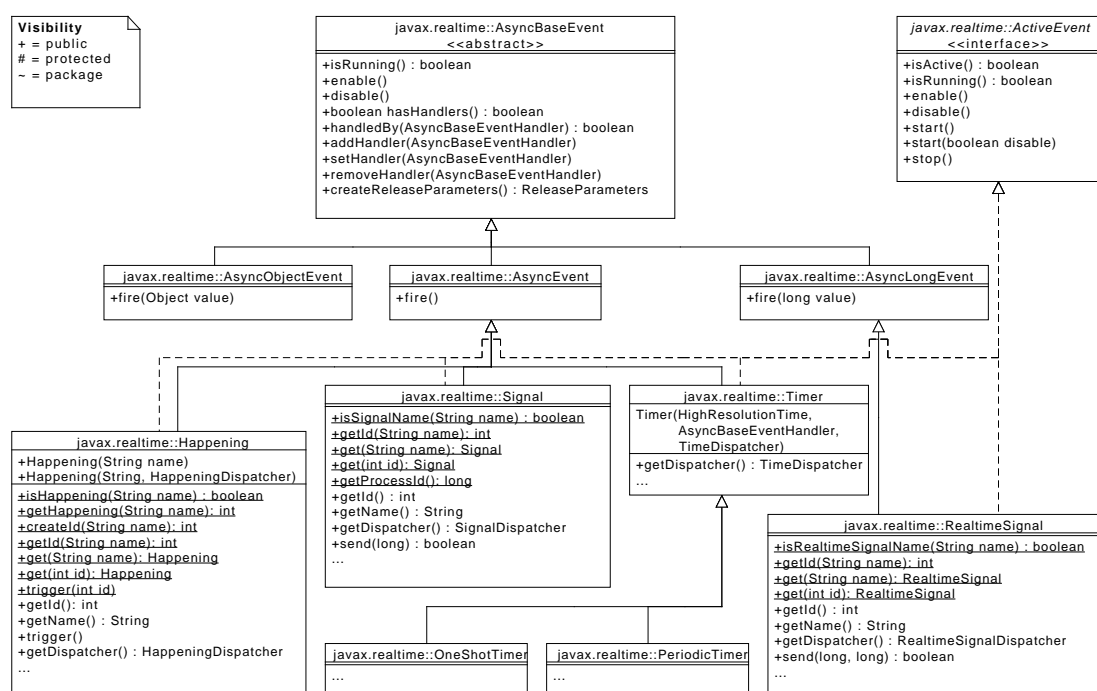 Visibility
+ = public
# = protected
~ = package
javax.realtime::AsyncBaseEvent
<<abstract>>
+isRunning() : boolean
+enable()
+disable()
+boolean hasHandlers() : boolean
+handledBy(AsyncBaseEventHandler) : boolean
+addHandler(AsyncBaseEventHandler)
+setHandler(AsyncBaseEventHandler)
+removeHandler(AsyncBaseEventHandler)
+createReleaseParameters() : ReleaseParameters
javax.realtime::ActiveEvent
<<interface>>
+isActive() : boolean
+isRunning() : boolean
+enable()
+disable()
+start()
+start(boolean disable)
+stop()
javax.realtime::AsyncObjectEvent
+fire(Object value)
javax.realtime::AsyncEvent
+fire()
javax.realtime::AsyncLongEvent
+fire(long value)
javax.realtime::Happening
+Happening(String name)
+Happening(String, HappeningDispatcher)
+isHappening(String name) : boolean
+getHappening(String name): int
+createId(String name): int
+getId(String name): int
+get(String name): Happening
+get(int id): Happening
+trigger(int id)
+getId(): int
+getName() : String
+trigger()
+getDispatcher() : HappeningDispatcher
...
javax.realtime::Signal
+isSignalName(String name) : boolean
+getId(String name): int
+get(String name): Signal
+get(int id): Signal
+getProcessId(): long
+getId() : int
+getName() : String
+getDispatcher() : SignalDispatcher
+send(long) : boolean
...
javax.realtime::Timer
Timer(HighResolutionTime,
AsyncBaseEventHandler,
TimeDispatcher)
+getDispatcher() : TimeDispatcher
...
javax.realtime::RealtimeSignal
+isRealtimeSignalName(String name) : boolean
+getId(String name): int
+get(String name): RealtimeSignal
+get(int id): RealtimeSignal
+getId() : int
+getName() : String
+getDispatcher() : RealtimeSignalDispatcher
+send(long, long) : boolean
...
javax.realtime::OneShotTimer
...
javax.realtime::PeriodicTimer
...